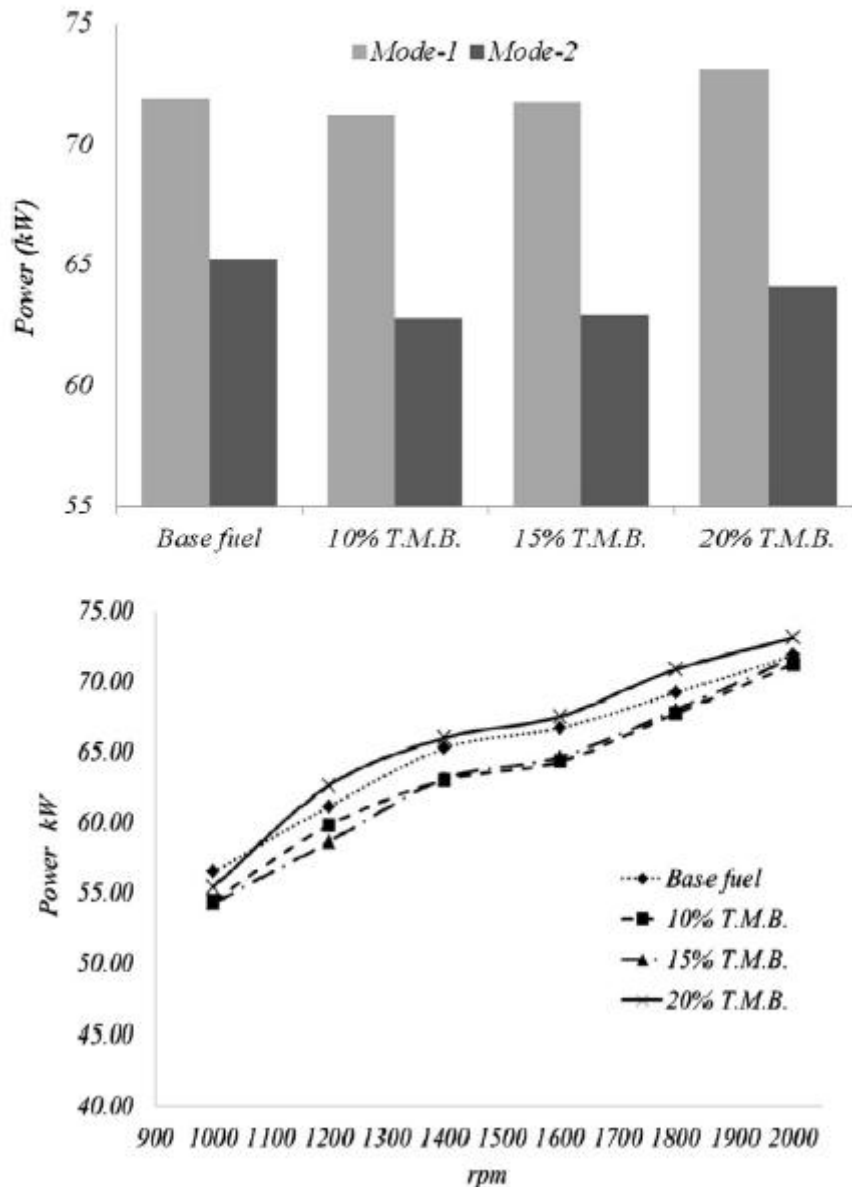 75
Mode-1 Mode-2
70
Power (kW)
65
60
55
Base fuel 10% T.M.B. 15% T.M.B. 20% T.M.B.
75.00
70.00
65.00
60.00
Power kW
55.00
Base fuel
10% T.M.B.
50.00
15% T.M.B.
20% T.M.B.
45.00
40.00
900 1000 1100 1200 1300 1400 1500 1600 1700 1800 1900 2000
rpm